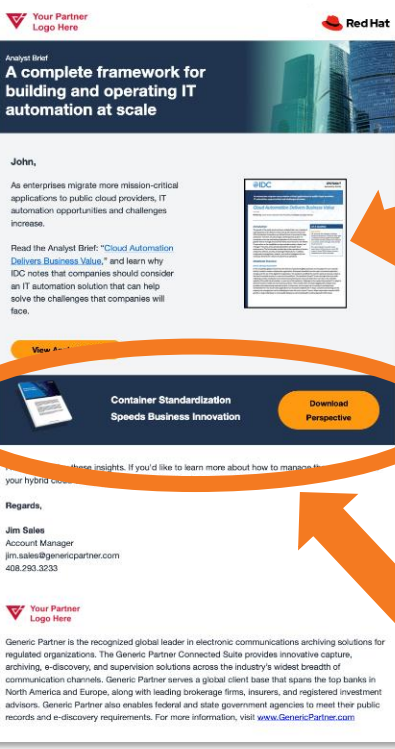 Your Partner
Logo Here
Red Hat
Analyst Brief
A complete framework for
building and operating IT
automation at scale
John,
As enterprises migrate more mission-critical
applications to public cloud providers, IT
automation opportunities and challenges
increase.
Read the Analyst Brief: “Cloud Automation
Delivers Business Value,” and learn why
IDC notes that companies should consider
an IT automation solution that can help
solve the challenges that companies will
face.
IDC
Cloud Automation Delivers Business Value
View
Container Standardization
Speeds Business Innovation
Download
Perspective
these insights. If you'd like to learn more about how to manage
your hybrid
Regards,
Jim Sales
Account Manager
jim.sales@genericpartner.com
408.293.3233
Your Partner
Logo Here
Generic Partner is the recognized global leader in electronic communications archiving solutions for
regulated organizations. The Generic Partner Connected Suite provides innovative capture,
archiving, e-discovery, and supervision solutions across the industry's widest breadth of
communication channels. Generic Partner serves a global client base that spans the top banks in
North America and Europe, along with leading brokerage firms, insurers, and registered investment
advisors. Generic Partner also enables federal and state government agencies to meet their public
records and e-discovery requirements. For more information, visit www.GenericPartner.com